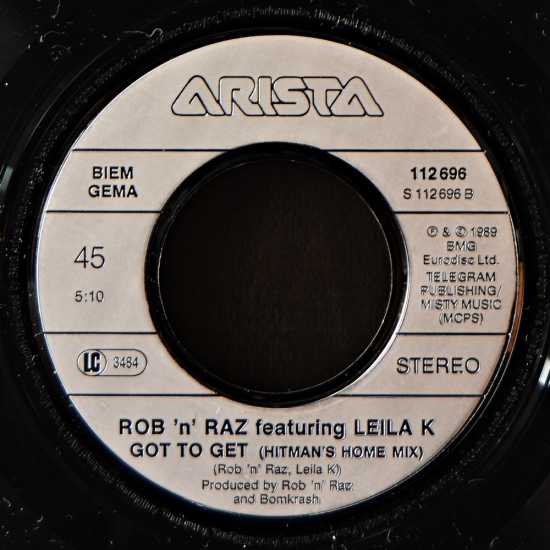 ARISTA
BIEM
GEMA
112 696
S 112 696 B
45
5:10
℗ & © 1989
BMG
Eurodisc Ltd.
TELEGRAM
PUBLISHING/
MISTY MUSIC
(MCPS)
LC 3484
STEREO
ROB 'n' RAZ featuring LEILA K
GOT TO GET (HITMAN'S HOME MIX)
(Rob 'n' Raz, Leila K)
Produced by Rob 'n' Raz
and Bomkrash